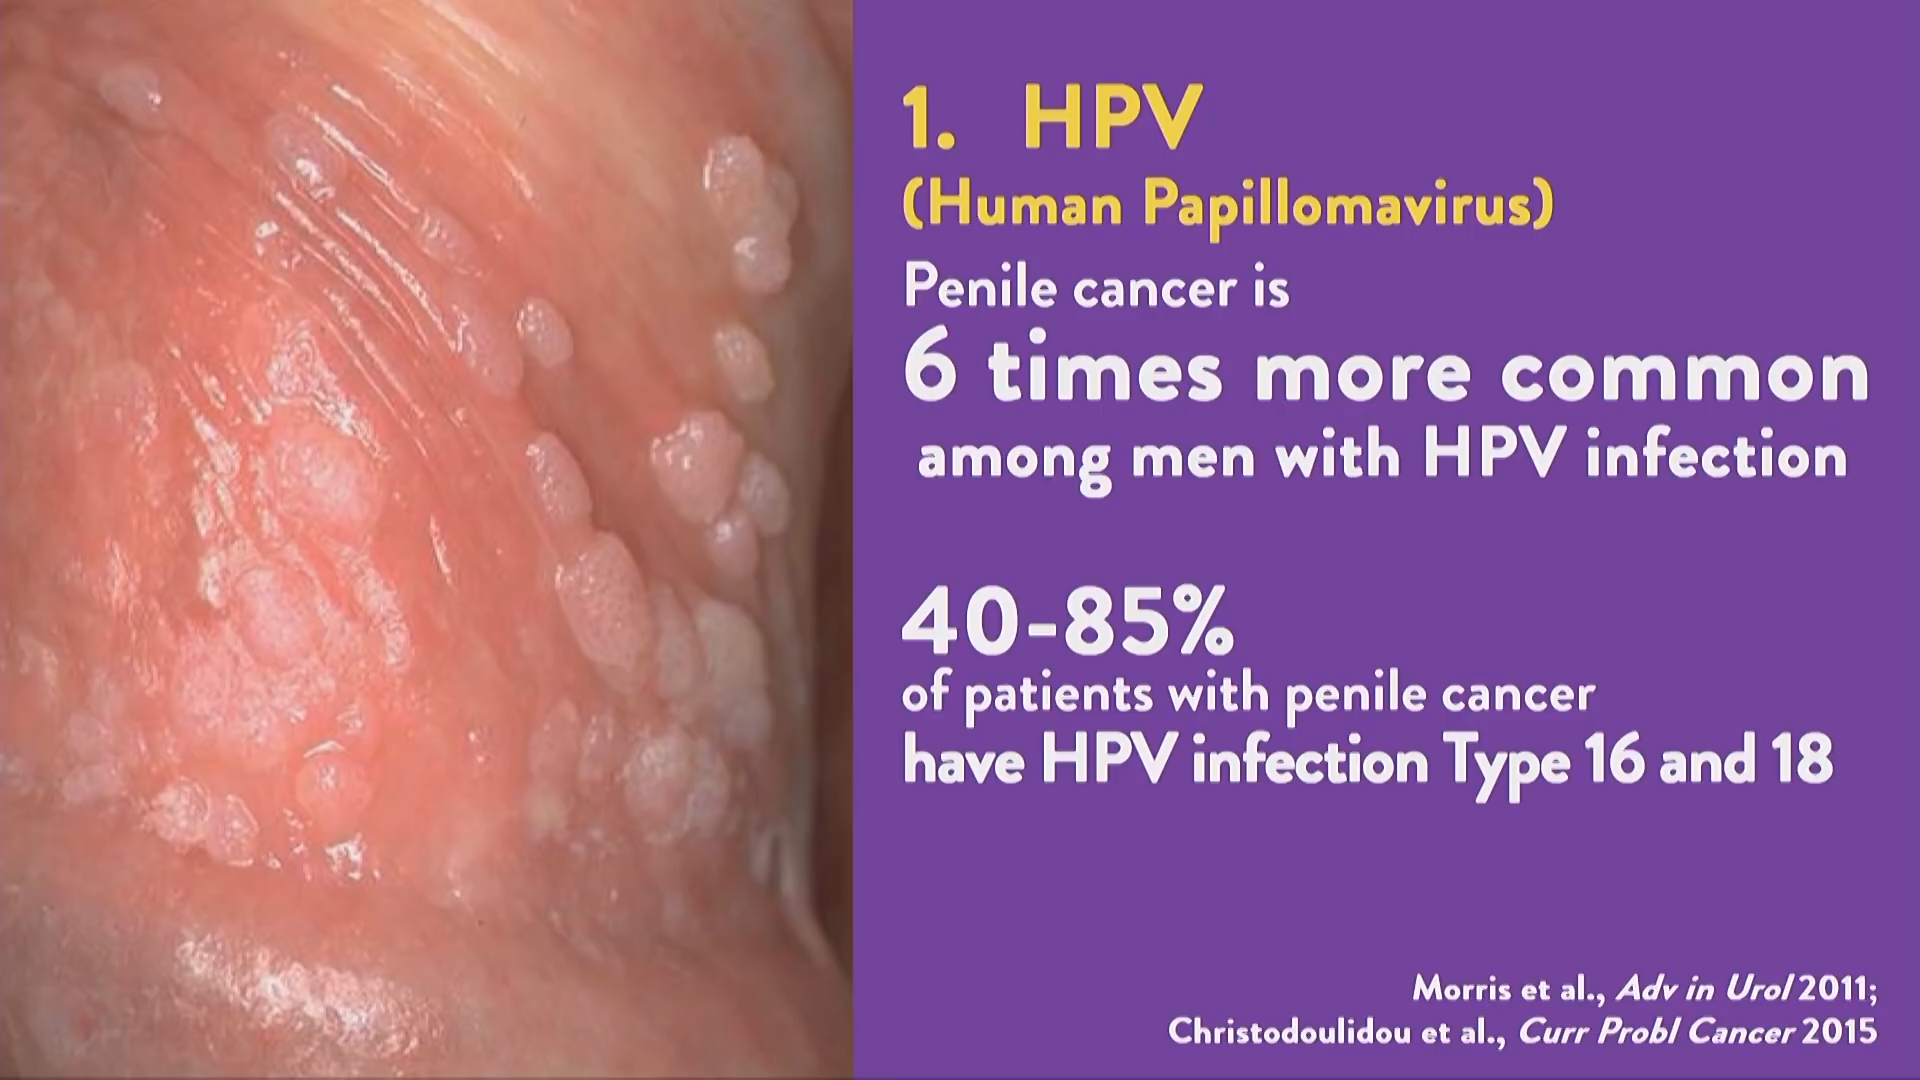 1. HPV
(Human Papillomavirus)
Penile cancer is
6 times more common
among men with HPV infection
40-85%
of patients with penile cancer
have HPV infection Type 16 and 18
Morris et al., Adv in Urol 2011;
Christodoulidou et al., Curr Probl Cancer 2015